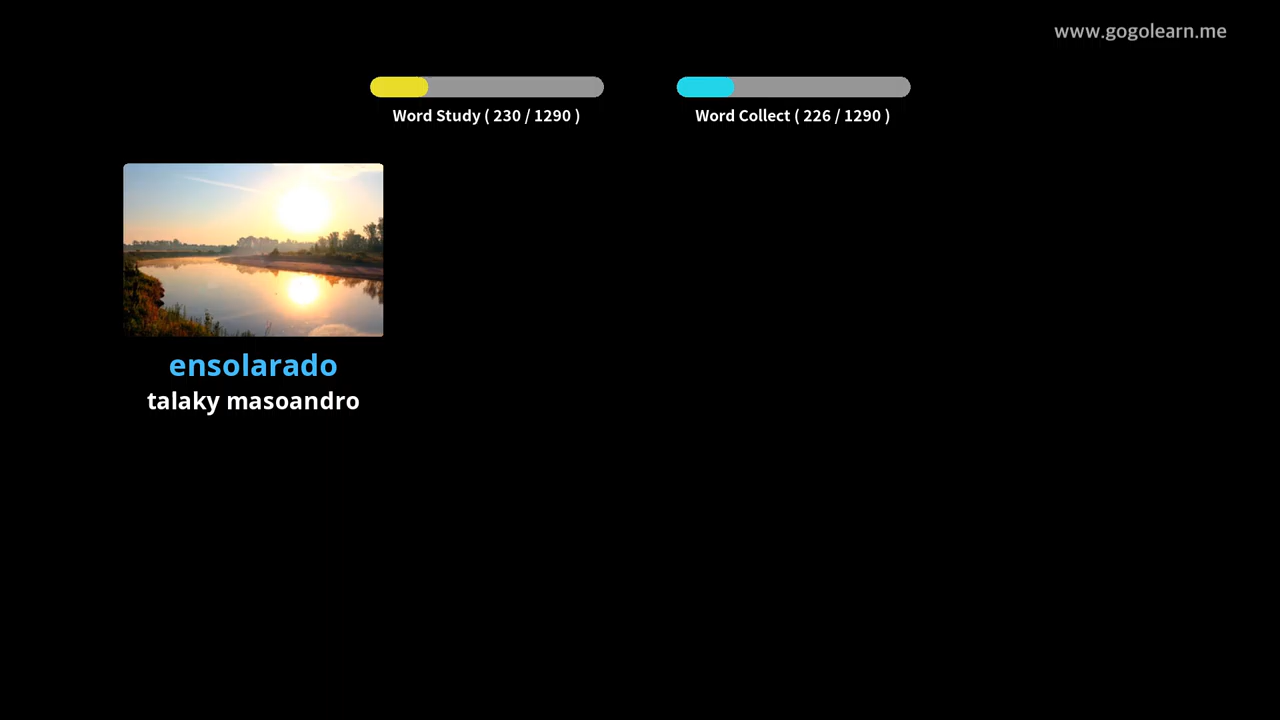 www.gogolearn.me
Word Study ( 230 / 1290 )
Word Collect ( 226 / 1290 )
ensolarado
talaky masoandro